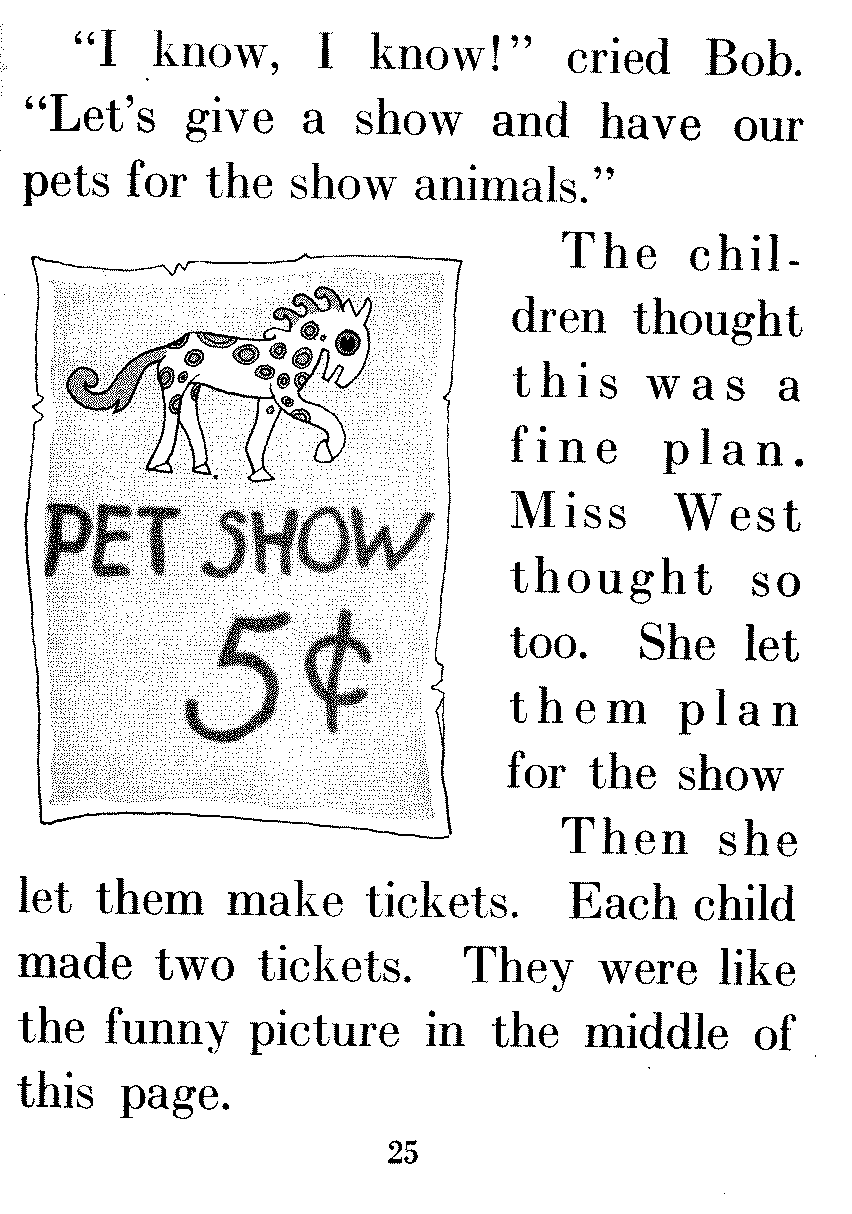 “I know, I know!” cried Bob.
“Let’s give a show and have our
pets for the show animals.”
The chil-
dren thought
this was a
fine plan.
Miss West
thought so
too. She let
them plan
for the show
PET SHOW
5¢
Then she
let them make tickets. Each child
made two tickets. They were like
the funny picture in the middle of
this page.
25